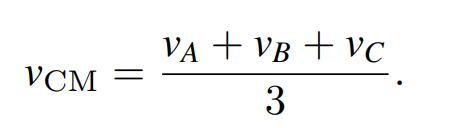 v_CM = (v_A + v_B + v_C) / 3.